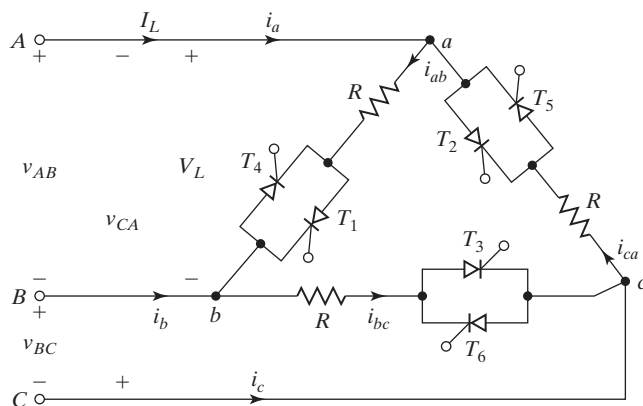 A I_L i_a a
+ − +
i_ab
R T_5
T_4 T_2
v_AB V_L
T_1 R
v_CA
T_3 i_ca
− − c
B
+ i_b b R i_bc
v_BC T_6
− + i_c
C